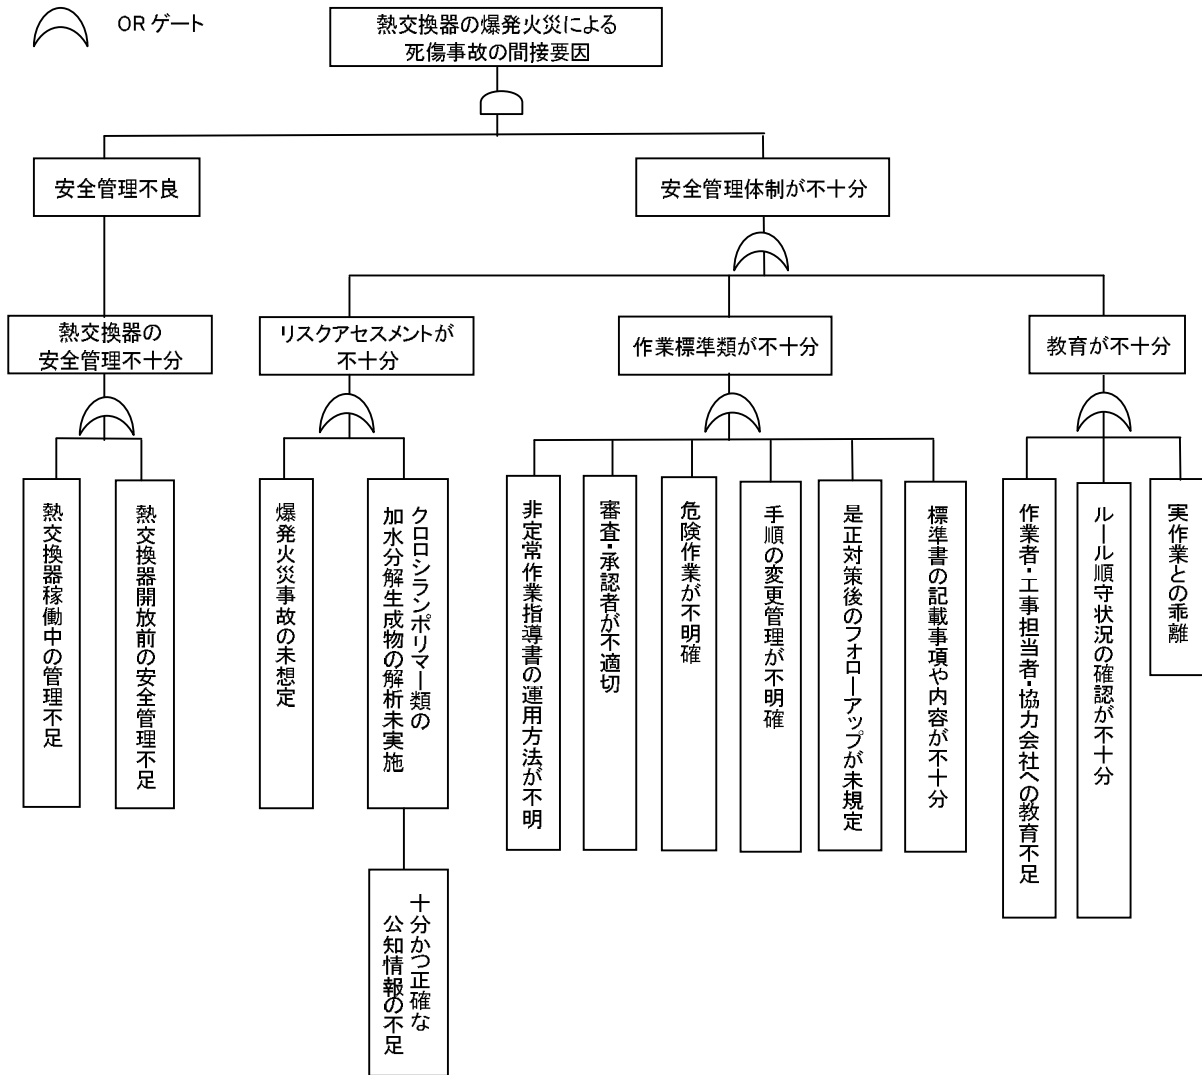 OR ゲート
熱交換器の爆発火災による
死傷事故の間接要因
安全管理不良
安全管理体制が不十分
熱交換器の
安全管理不十分
リスクアセスメントが
不十分
作業標準類が不十分
教育が不十分
熱交換器稼働中の管理不足
熱交換器開放前の安全管理不足
爆発火災事故の未想定
クロロシランポリマー類の
加水分解生成物の解析未実施
非定常作業指導書の運用方法が不明
審査・承認者が不適切
危険作業が不明確
手順の変更管理が不明確
是正対策後のフォローアップが未規定
標準書の記載事項や内容が不十分
作業者・工事担当者・協力会社への教育不足
ルール順守状況の確認が不十分
実作業との乖離
十分かつ正確な
公知情報の不足